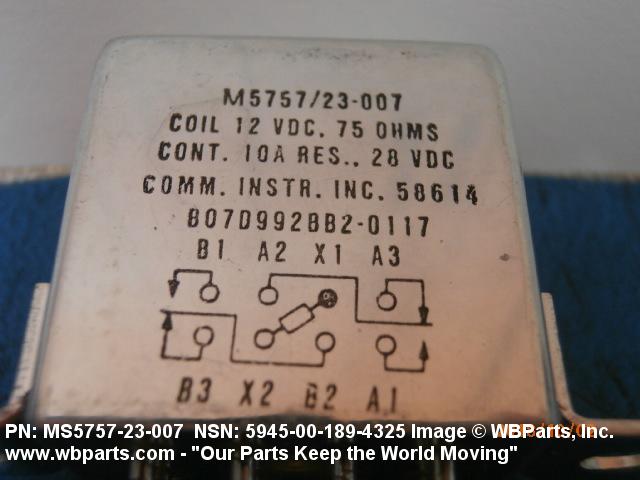 M5757/23-007
COIL 12 VDC. 75 OHMS
CONT. 10A RES., 28 VDC
COMM. INSTR. INC. 58614
B07D992BB2-0117
B1 A2 X1 A3
B3 X2 B2 A1
PN: MS5757-23-007 NSN: 5945-00-189-4325 Image © WBParts, Inc.
www.wbparts.com - "Our Parts Keep the World Moving"